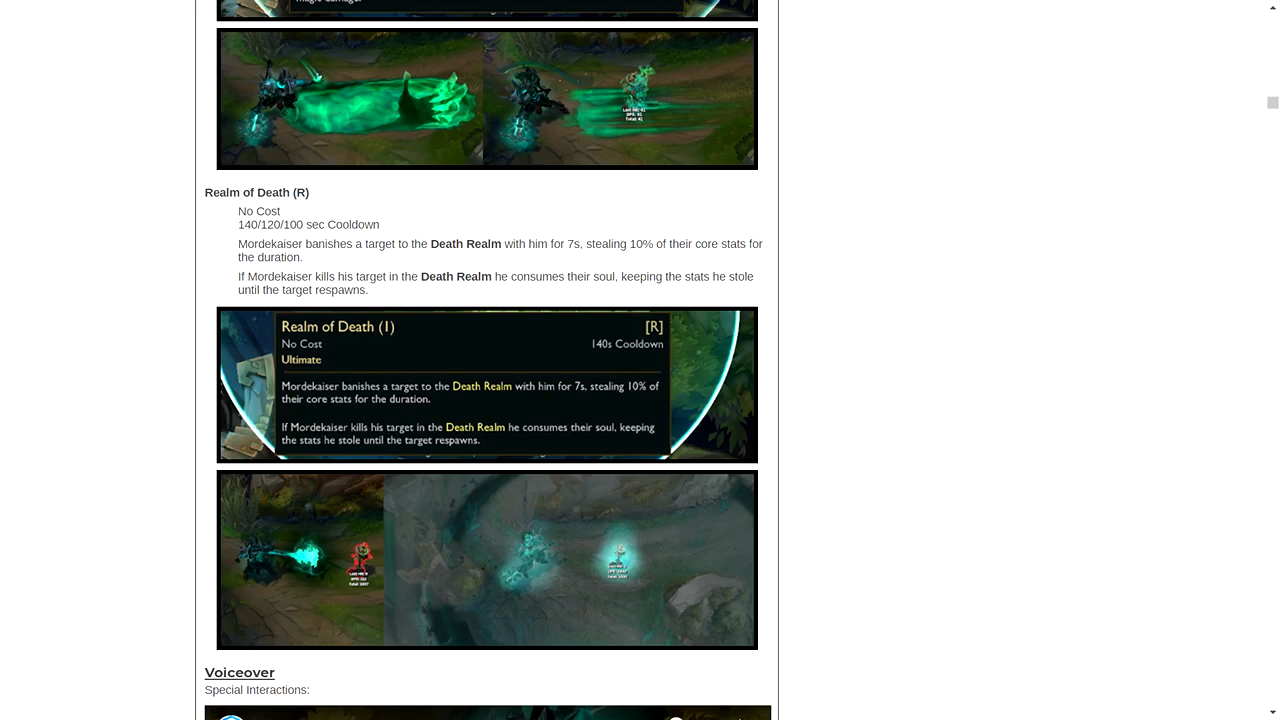 Realm of Death (R)
No Cost
140/120/100 sec Cooldown
Mordekaiser banishes a target to the Death Realm with him for 7s, stealing 10% of their core stats for
the duration.
If Mordekaiser kills his target in the Death Realm he consumes their soul, keeping the stats he stole
until the target respawns.
Realm of Death (1) [R]
No Cost 140s Cooldown
Ultimate
Mordekaiser banishes a target to the Death Realm with him for 7s, stealing 10% of
their core stats for the duration.
If Mordekaiser kills his target in the Death Realm he consumes their soul, keeping
the stats he stole until the target respawns.
Voiceover
Special Interactions: